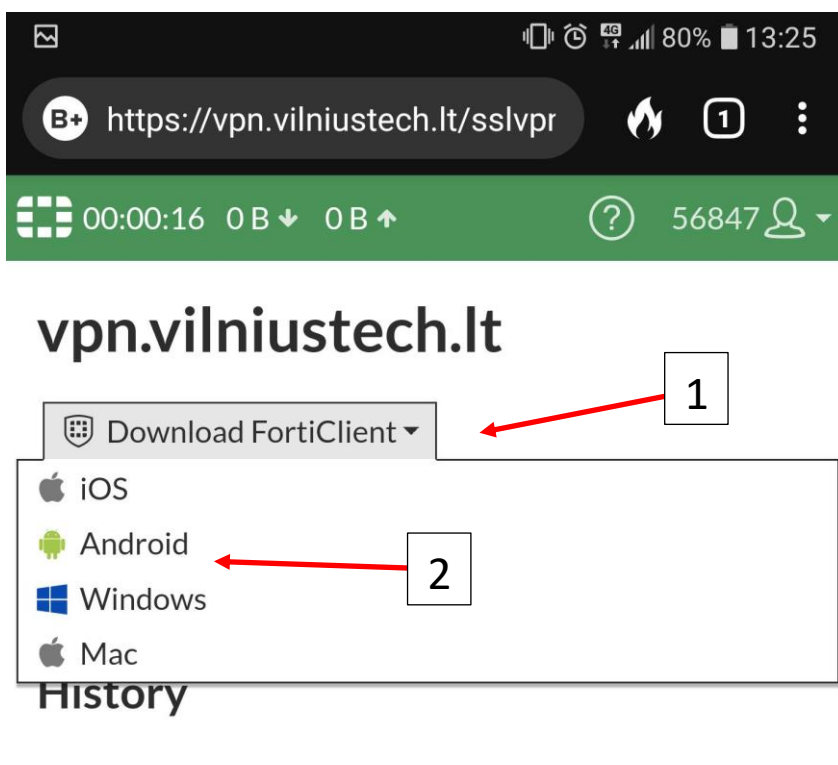 4G 80% 13:25
B+ https://vpn.vilniustech.lt/sslvpr 1
00:00:16 0 B 0 B ? 56847
vpn.vilniustech.lt
1
Download FortiClient
iOS
Android
2
Windows
Mac
History